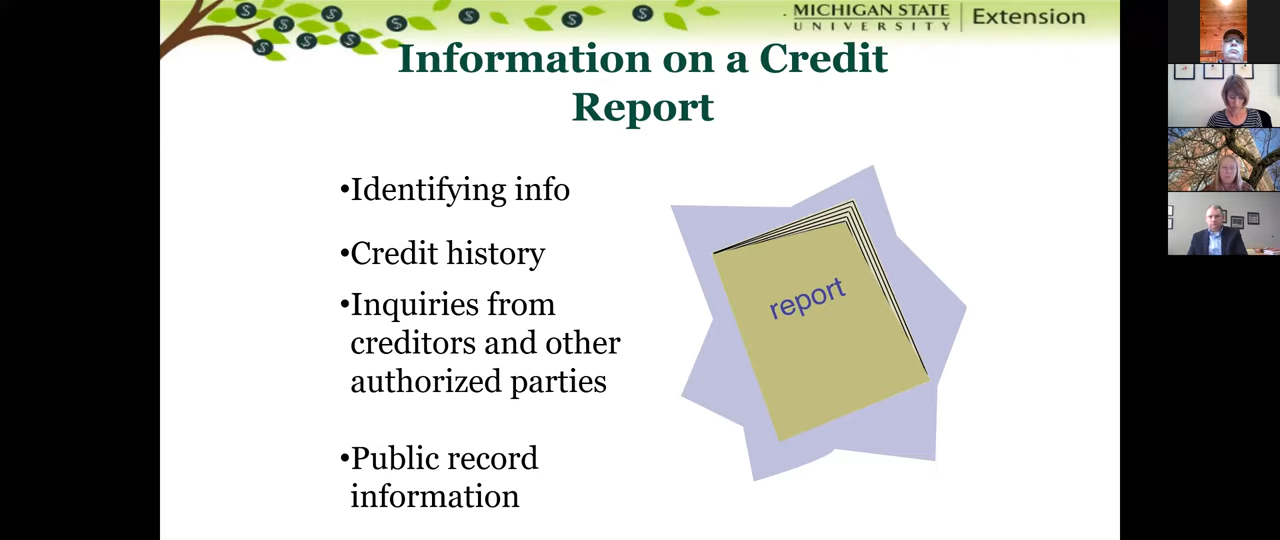 MICHIGAN STATE
UNIVERSITY
Extension
Information on a Credit
Report
•Identifying info
•Credit history
•Inquiries from
creditors and other
authorized parties
•Public record
information
report